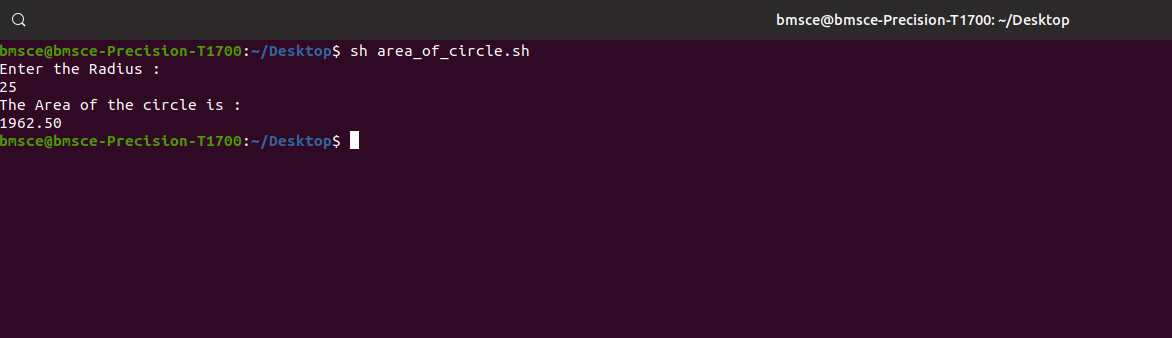 bmsce@bmsce-Precision-T1700: ~/Desktop
bmsce@bmsce-Precision-T1700:~/Desktop$ sh area_of_circle.sh
Enter the Radius :
25
The Area of the circle is :
1962.50
bmsce@bmsce-Precision-T1700:~/Desktop$